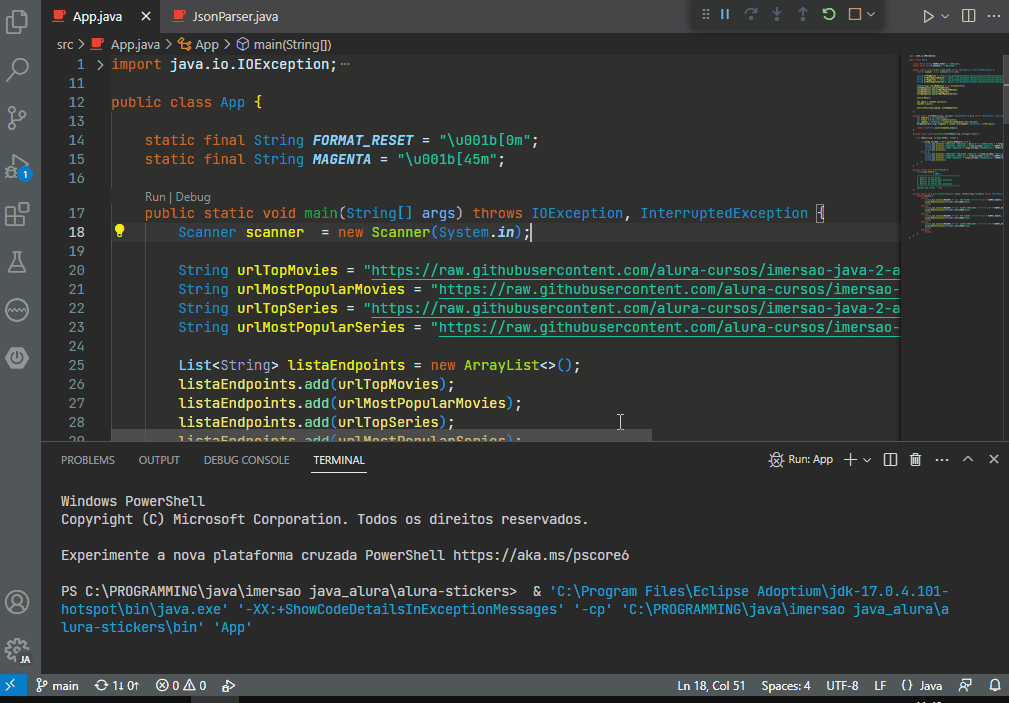 App.java
JsonParser.java
src > App.java > App > main(String[])
1 import java.io.IOException;
11
12 public class App {
13
14 static final String FORMAT_RESET = "\u001b[0m";
15 static final String MAGENTA = "\u001b[45m";
16
Run | Debug
17 public static void main(String[] args) throws IOException, InterruptedException {
18 Scanner scanner = new Scanner(System.in);
19
20 String urlTopMovies = "https://raw.githubusercontent.com/alura-cursos/imersao-java-2-a
21 String urlMostPopularMovies = "https://raw.githubusercontent.com/alura-cursos/imersao-
22 String urlTopSeries = "https://raw.githubusercontent.com/alura-cursos/imersao-java-2-a
23 String urlMostPopularSeries = "https://raw.githubusercontent.com/alura-cursos/imersao-
24
25 List<String> listaEndpoints = new ArrayList<>();
26 listaEndpoints.add(urlTopMovies);
27 listaEndpoints.add(urlMostPopularMovies);
28 listaEndpoints.add(urlTopSeries);
29 listaEndpoints.add(urlMostPopularSeries);
1
PROBLEMS OUTPUT DEBUG CONSOLE TERMINAL Run: App
Windows PowerShell
Copyright (C) Microsoft Corporation. Todos os direitos reservados.
Experimente a nova plataforma cruzada PowerShell https://aka.ms/pscore6
PS C:\PROGRAMMING\java\imersao java_alura\alura-stickers> & 'C:\Program Files\Eclipse Adoptium\jdk-17.0.4.101-
hotspot\bin\java.exe' '-XX:+ShowCodeDetailsInExceptionMessages' '-cp' 'C:\PROGRAMMING\java\imersao java_alura\a
lura-stickers\bin' 'App'
JA
main 1↓ 0↑ 0 0 Ln 18, Col 51 Spaces: 4 UTF-8 LF {} Java